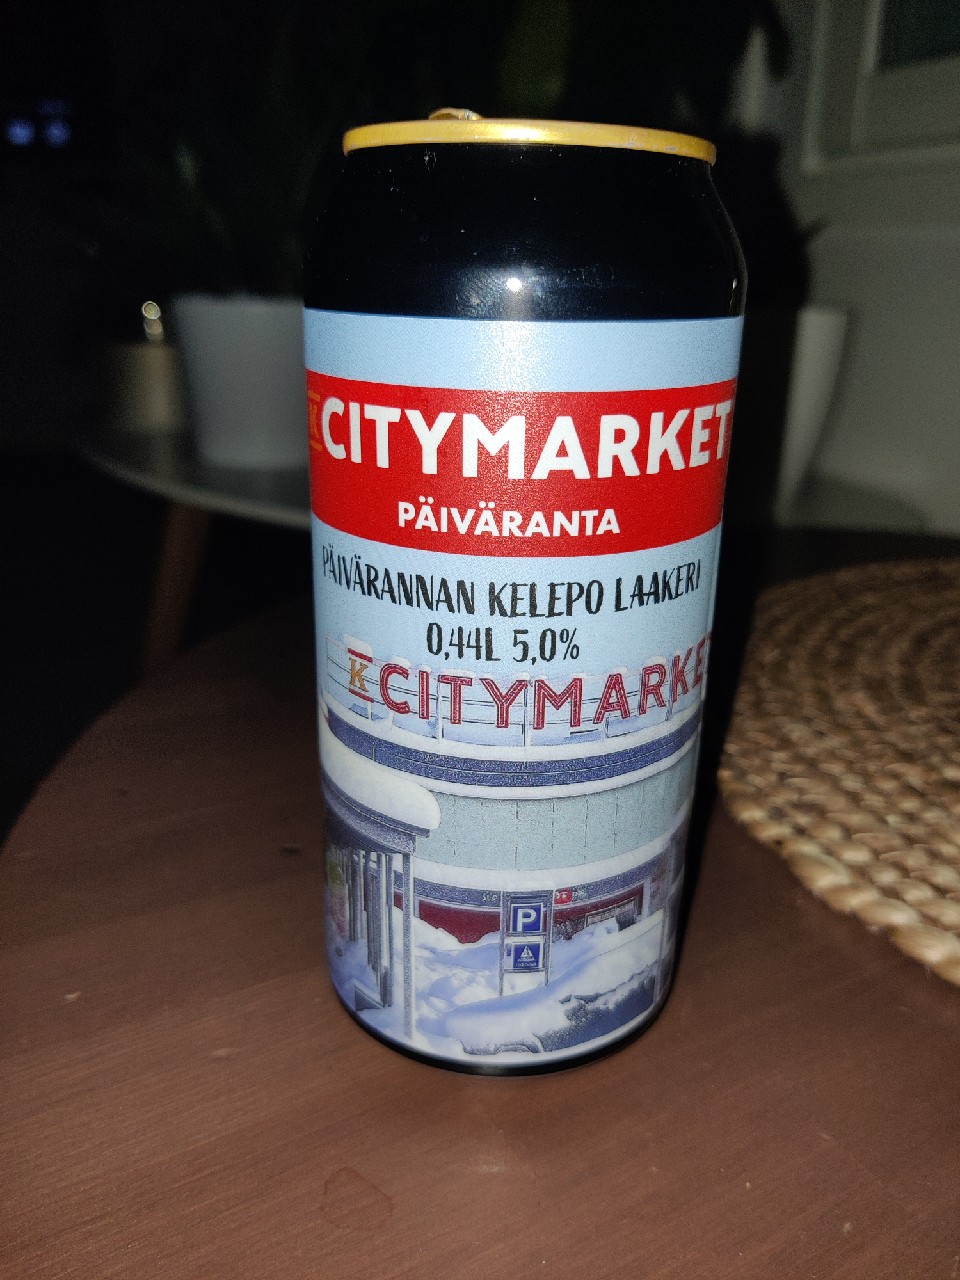 K CITYMARKET
PÄIVÄRANTA
PÄIVÄRANNAN KELEPO LAAKERI
0,44L 5,0%
K CITYMARKET
P